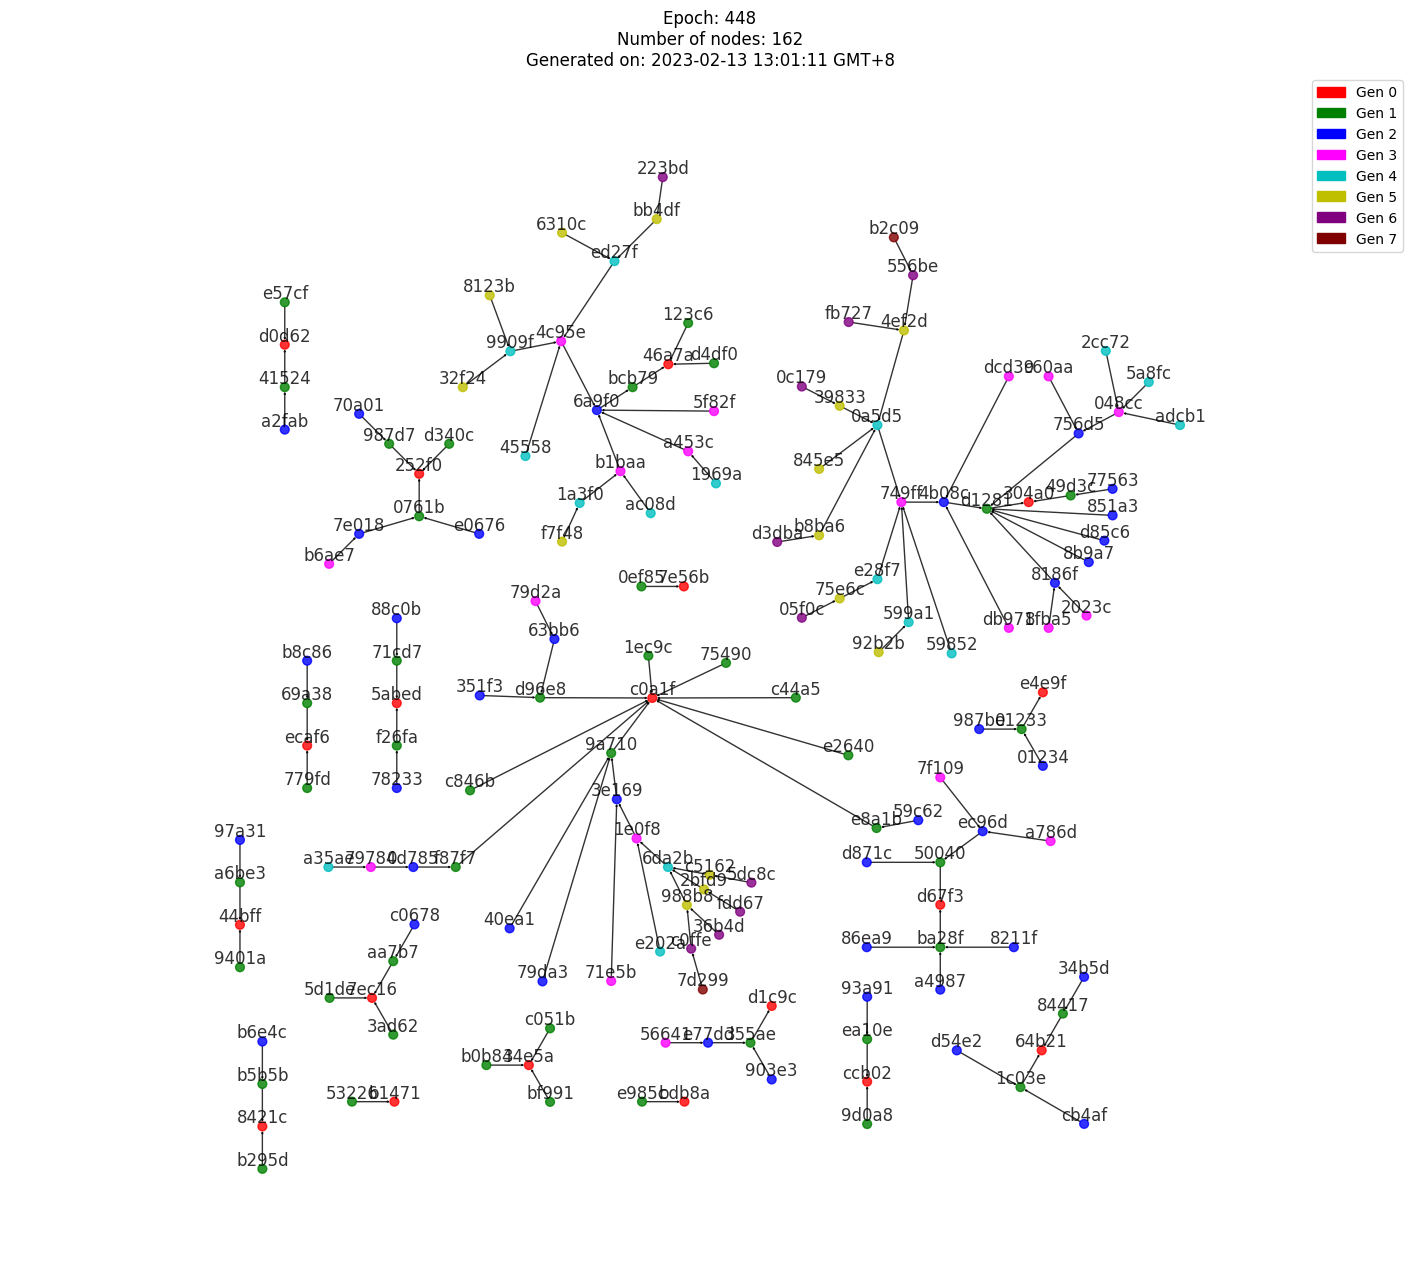 Epoch: 448
Number of nodes: 162
Generated on: 2023-02-13 13:01:11 GMT+8
Gen 0
Gen 1
Gen 2
Gen 3
Gen 4
Gen 5
Gen 6
Gen 7
223bd
bb4df
6310c
ed27f
b2c09
556be
8123b
e57cf
fb727
4ef2d
123c6
9909f
4c95e
d0d62
46a7a
d4df0
2cc72
dcd39
960aa
5a8fc
32f24
bcb79
0c179
39833
41524
6a9f0
5f82f
048cc
adcb1
a2fab
70a01
0a5d5
756d5
987d7
d340c
45558
a453c
252f0
b1baa
1969a
845e5
77563
49d3c
1a3f0
ac08d
749ff
4b08c
d1281
304a0
851a3
0761b
7e018
e0676
f7f48
d3dba
b8ba6
d85c6
b6ae7
8b9a7
0ef85
7e56b
e28f7
8186f
79d2a
75e6c
05f0c
599a1
db971
2023c
88c0b
63bb6
92b2b
59852
b8c86
71cd7
1ec9c
75490
351f3
d96e8
c0a1f
c44a5
e4e9f
69a38
5abed
987be
01233
ecaf6
f26fa
9a710
e2640
01234
779fd
78233
c846b
3e169
7f109
97a31
1e0f8
e8a1b
59c62
ec96d
a786d
a35ae
79784
4d785
f87f7
6da2b
c5162
5dc8c
d871c
50040
a6be3
2bfd9
988b8
fdd67
d67f3
44bff
c0678
40ea1
36b4d
e202a
c0ffe
86ea9
ba28f
8211f
9401a
aa7b7
79da3
71e5b
7d299
a4987
34b5d
5d1de
7ec16
93a91
d1c9c
84417
3ad62
c051b
b6e4c
56641
e77dd
355ae
ea10e
d54e2
64b21
b0b84
34e5a
903e3
b5b5b
ccb02
1c03e
53226
b1471
bf991
e985c
bdb8a
8421c
9d0a8
cb4af
b295d